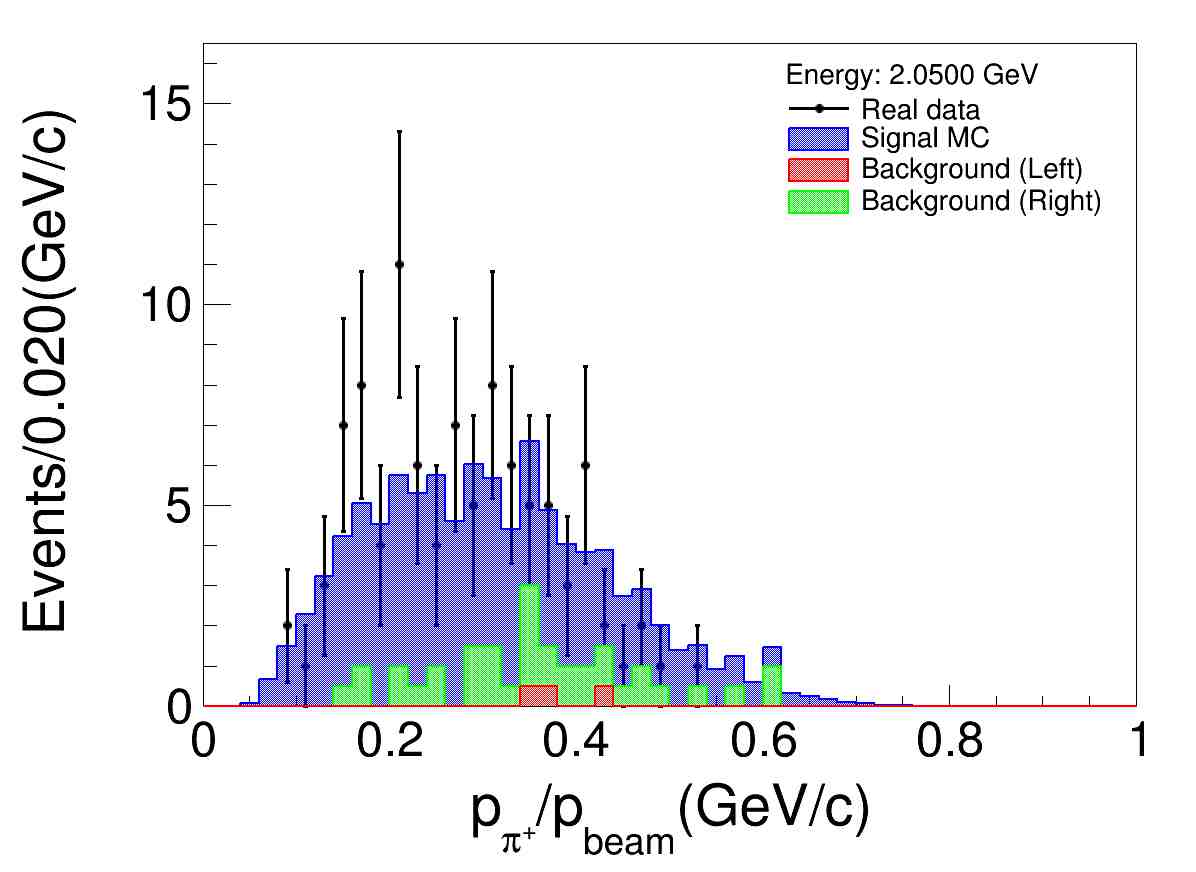 Energy: 2.0500 GeV
Real data
Signal MC
Background (Left)
Background (Right)
Events/0.020(GeV/c)
15
10
5
0
0 0.2 0.4 0.6 0.8 1
pπ+/pbeam(GeV/c)